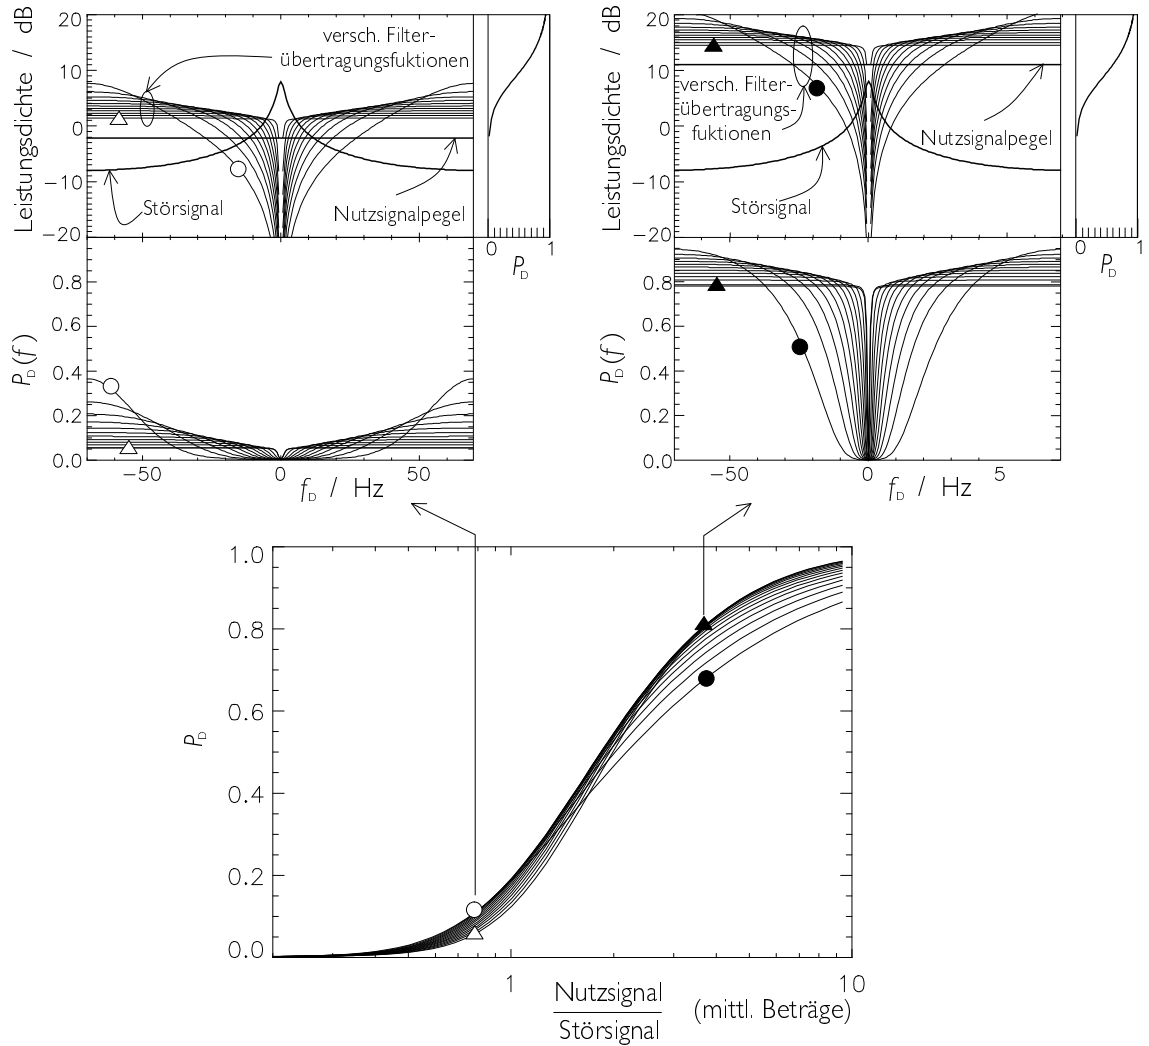 Leistungsdichte / dB
20
10
0
−10
−20
versch. Filter-
übertragungsfuktionen
Störsignal
Nutzsignalpegel
0
1
P_D
P_D(f)
0.8
0.6
0.4
0.2
0.0
−50
0
50
f_D / Hz
Leistungsdichte / dB
20
10
0
−10
−20
versch. Filter-
übertragungs-
fuktionen
Störsignal
Nutzsignalpegel
0
1
P_D
P_D(f)
0.8
0.6
0.4
0.2
0.0
−50
0
5
f_D / Hz
P_D
1.0
0.8
0.6
0.4
0.2
0.0
1
10
Nutzsignal
Störsignal
(mittl. Beträge)